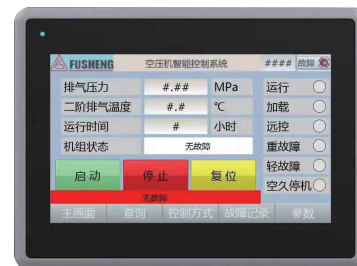 FUSHENG 空压机智能控制系统 #### 故障
排气压力 #.## MPa 运行
二阶排气温度 #.# ℃ 加载
运行时间 # 小时 远控
机组状态 无故障 重故障
启动 停止 复位 轻故障
空久停机
无故障
主画面 查询 控制方式 故障记录 参数